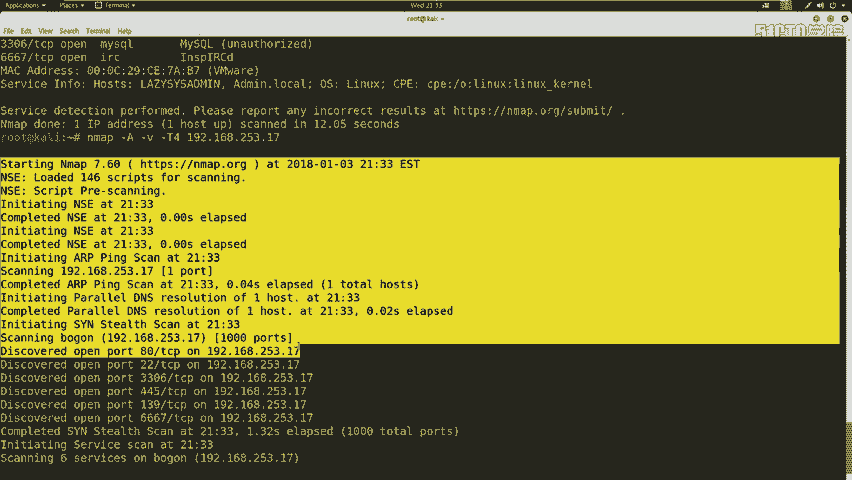 Applications Places Terminal Wed 21:33
root@kali: ~
File Edit View Search Terminal Help
3306/tcp open mysql MySQL (unauthorized)
6667/tcp open irc InspIRCd
MAC Address: 00:0C:29:CE:7A:B7 (VMware)
Service Info: Hosts: LAZYSYSADMIN, Admin.local; OS: Linux; CPE: cpe:/o:linux:linux_kernel
Service detection performed. Please report any incorrect results at https://nmap.org/submit/ .
Nmap done: 1 IP address (1 host up) scanned in 12.05 seconds
root@kali:~# nmap -A -v -T4 192.168.253.17
Starting Nmap 7.60 ( https://nmap.org ) at 2018-01-03 21:33 EST
NSE: Loaded 146 scripts for scanning.
NSE: Script Pre-scanning.
Initiating NSE at 21:33
Completed NSE at 21:33, 0.00s elapsed
Initiating NSE at 21:33
Completed NSE at 21:33, 0.00s elapsed
Initiating ARP Ping Scan at 21:33
Scanning 192.168.253.17 [1 port]
Completed ARP Ping Scan at 21:33, 0.04s elapsed (1 total hosts)
Initiating Parallel DNS resolution of 1 host. at 21:33
Completed Parallel DNS resolution of 1 host. at 21:33, 0.02s elapsed
Initiating SYN Stealth Scan at 21:33
Scanning bogon (192.168.253.17) [1000 ports]
Discovered open port 80/tcp on 192.168.253.17
Discovered open port 22/tcp on 192.168.253.17
Discovered open port 3306/tcp on 192.168.253.17
Discovered open port 445/tcp on 192.168.253.17
Discovered open port 139/tcp on 192.168.253.17
Discovered open port 6667/tcp on 192.168.253.17
Completed SYN Stealth Scan at 21:33, 1.32s elapsed (1000 total ports)
Initiating Service scan at 21:33
Scanning 6 services on bogon (192.168.253.17)